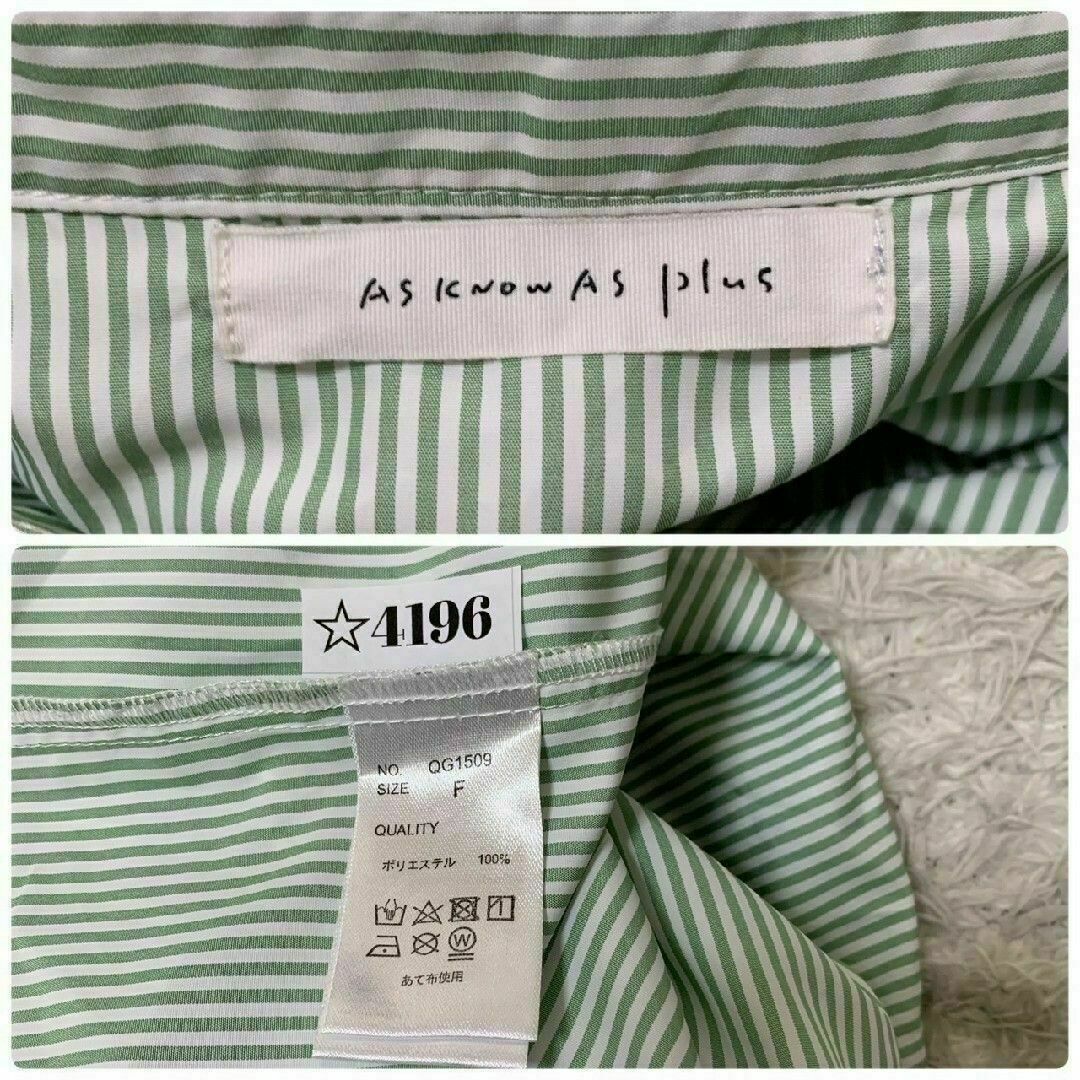 AS KNOW AS plus
☆4196
NO. QG1509
SIZE F
QUALITY
ポリエステル 100%
W
あて布使用